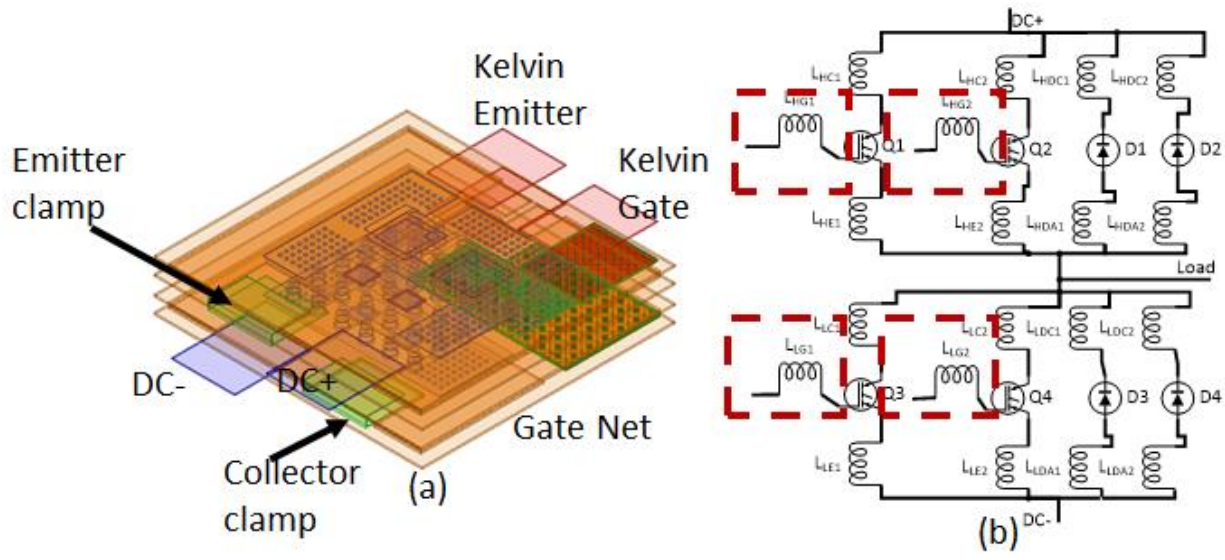 Kelvin
Emitter
Emitter
clamp
Kelvin
Gate
DC-
DC+
Gate Net
Collector
clamp
(a)
DC+
LHC1
LHC2
LHDC1
LHDC2
LHG1
LHG2
Q1
Q2
D1
D2
LHE1
LHE2
LHDA1
LHDA2
Load
LLC1
LLC2
LLDC1
LLDC2
LLG1
LLG2
Q3
Q4
D3
D4
LLE1
LLE2
LLDA1
LLDA2
DC-
(b)